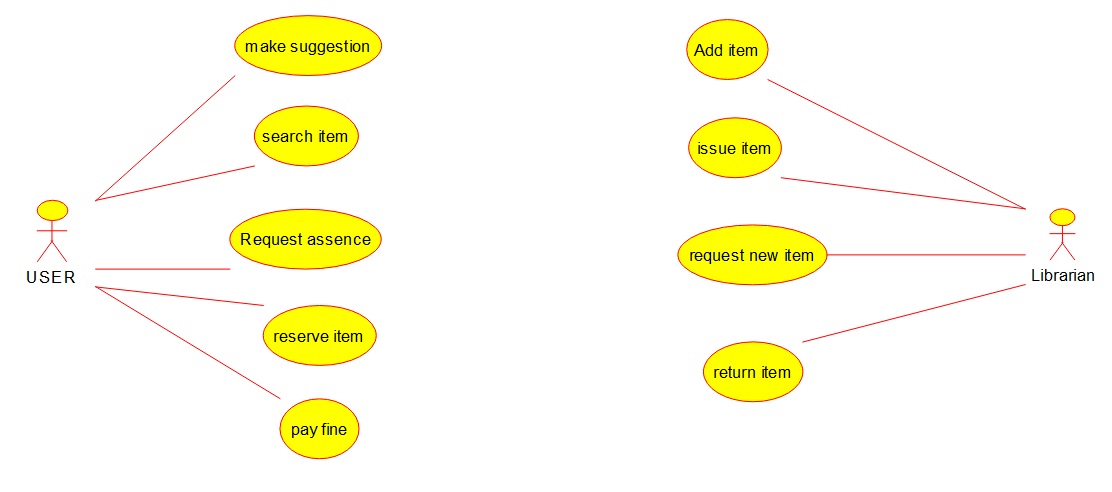 make suggestion
search item
Request assence
reserve item
pay fine
USER
Add item
issue item
request new item
return item
Librarian